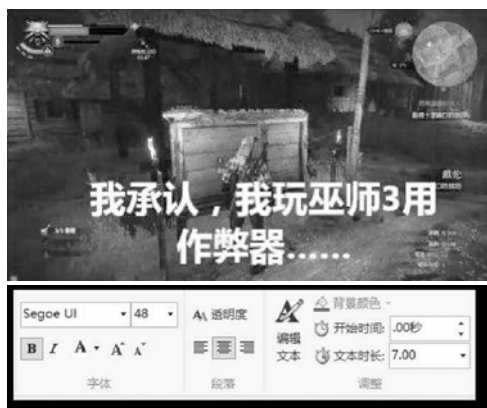 我承认，我玩巫师3用
作弊器……
Segoe UI
48
透明度
背景颜色
开始时间: .00秒
B I A A A
编辑
文本
文本时长: 7.00
字体
段落
调整